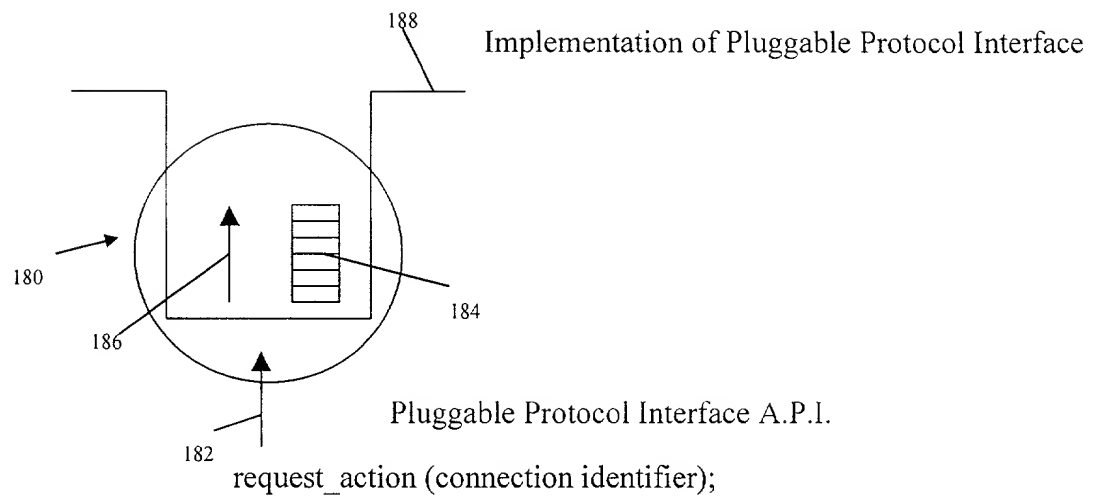 188
Implementation of Pluggable Protocol Interface
180
184
186
Pluggable Protocol Interface A.P.I.
182
request_action (connection identifier);